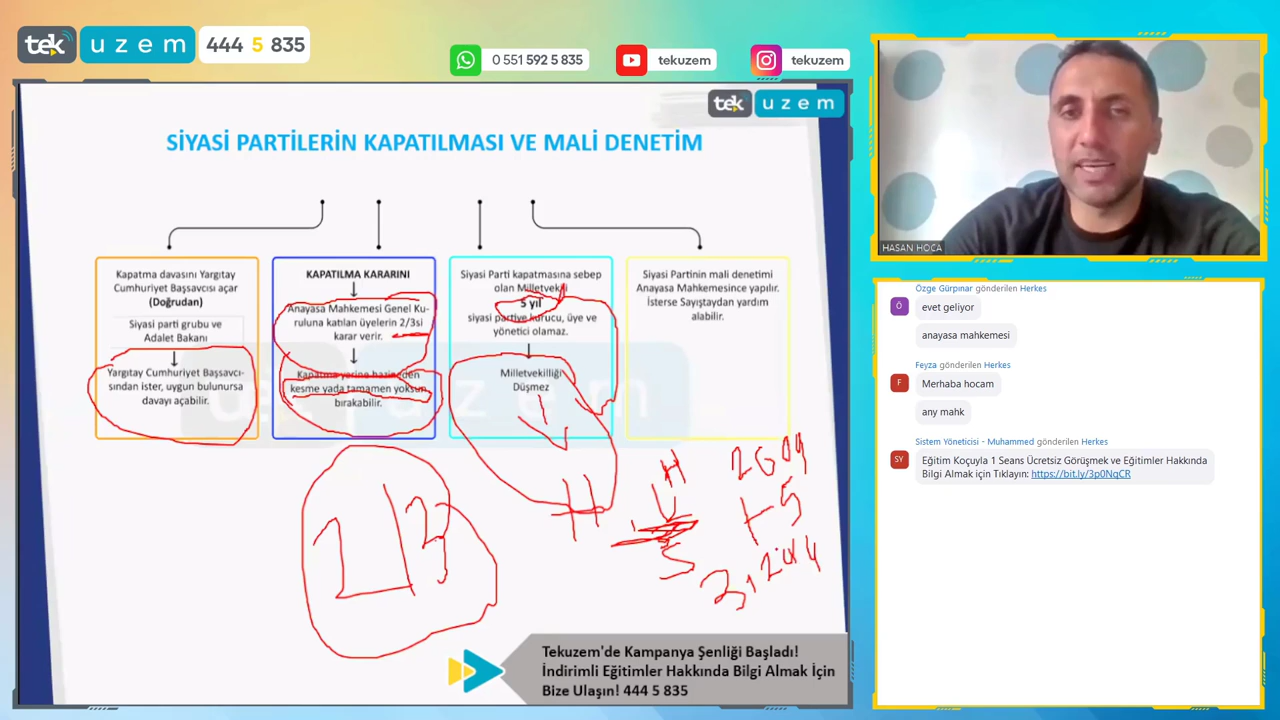 tek uzem 444 5 835
0 551 592 5 835
tekuzem
tekuzem
tek uzem
SİYASİ PARTİLERİN KAPATILMASI VE MALİ DENETİM
Kapatma davasını Yargıtay
Cumhuriyet Başsavcısı açar
(Doğrudan)
Siyasi parti grubu ve
Adalet Bakanı
Yargıtay Cumhuriyet Başsavcı-
sından ister, uygun bulunursa
davayı açabilir.
KAPATILMA KARARINI
Anayasa Mahkemesi Genel Ku-
ruluna katılan üyelerin 2/3si
karar verir.
Kapatma yerine hazineden
kesme yada tamamen yoksun
bırakabilir.
Siyasi Parti kapatmasına sebep
olan Milletvekili
5 yıl
siyasi partiye kurucu, üye ve
yönetici olamaz.
Milletvekilliği
Düşmez
Siyasi Partinin mali denetimi
Anayasa Mahkemesince yapılır.
İsterse Sayıştaydan yardım
alabilir.
uzem
Tekuzem'de Kampanya Şenliği Başladı!
İndirimli Eğitimler Hakkında Bilgi Almak İçin
Bize Ulaşın! 444 5 835
HASAN HOCA
Özge Gürpınar gönderilen Herkes
Ö
evet geliyor
anayasa mahkemesi
Feyza gönderilen Herkes
F
Merhaba hocam
any mahk
Sistem Yöneticisi - Muhammed gönderilen Herkes
SY
Eğitim Koçuyla 1 Seans Ücretsiz Görüşmek ve Eğitimler Hakkında
Bilgi Almak için Tıklayın: https://bit.ly/3p0NqCR